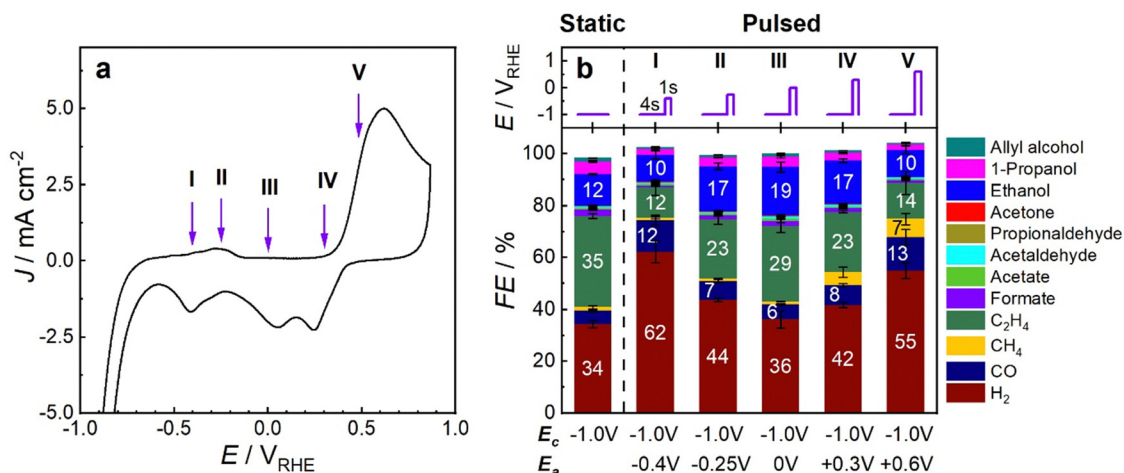 Static Pulsed
a
I
II
III
IV
V
J / mA cm-2
5.0
2.5
0.0
-2.5
-5.0
-1.0 -0.5 0.0 0.5 1.0
E / VRHE
b
I II III IV V
E / VRHE
1
0
-1
4s
1s
FE / %
100
80
60
40
20
0
12 35 34
10 12 12 62
17 23 7 44
19 29 6 36
17 23 8 42
10 14 7 13 55
Ec -1.0V -1.0V -1.0V -1.0V -1.0V -1.0V
Ea -0.4V -0.25V 0V +0.3V +0.6V
Allyl alcohol
1-Propanol
Ethanol
Acetone
Propionaldehyde
Acetaldehyde
Acetate
Formate
C2H4
CH4
CO
H2